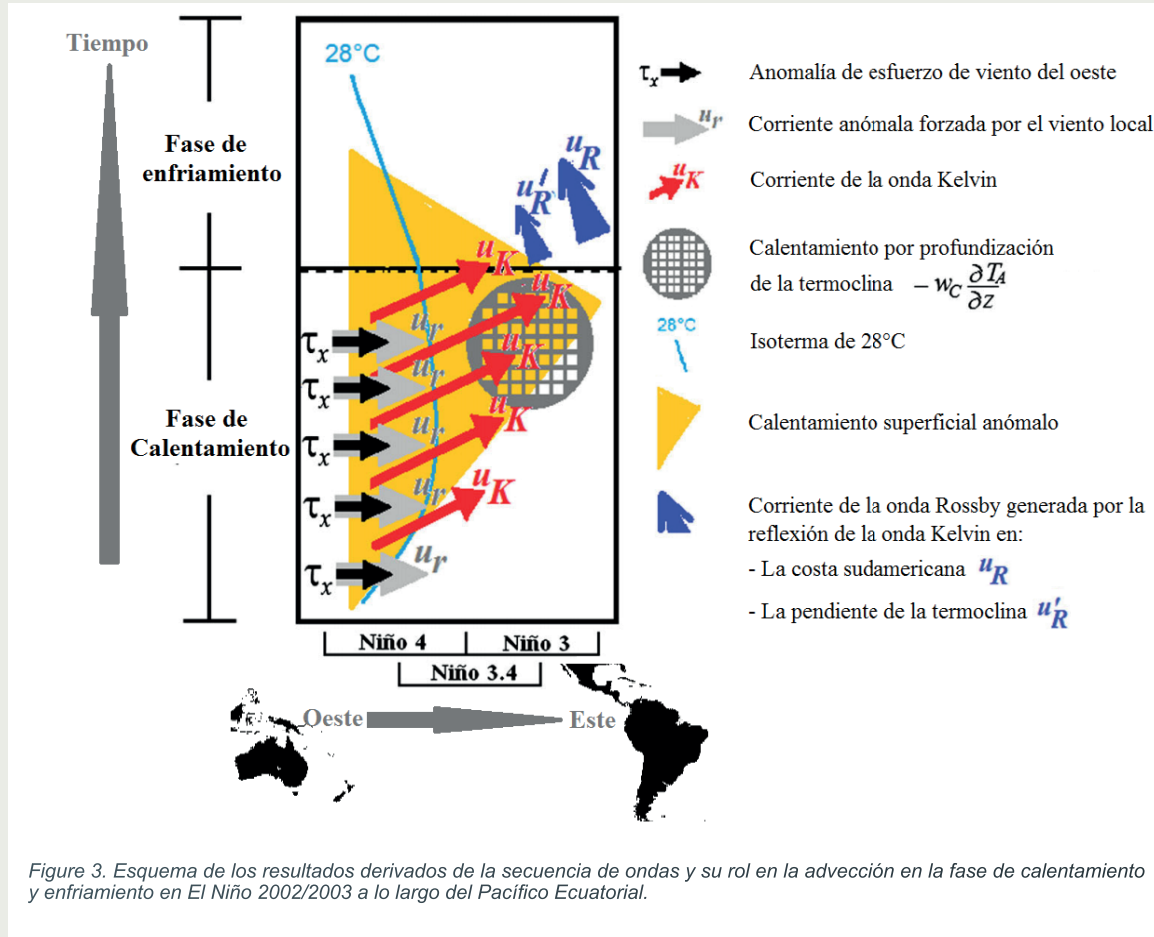 Tiempo
Fase de
enfriamiento
Fase de
Calentamiento
28°C
u'R
uR
uK
uK
uK
uK
uK
τx
ur
τx
ur
τx
ur
τx
ur
τx
ur
Niño 4
Niño 3
Niño 3.4
Oeste
Este
τx Anomalía de esfuerzo de viento del oeste
ur Corriente anómala forzada por el viento local
uK Corriente de la onda Kelvin
Calentamiento por profundización
de la termoclina − wC ∂TA/∂z
28°C
Isoterma de 28°C
Calentamiento superficial anómalo
Corriente de la onda Rossby generada por la
reflexión de la onda Kelvin en:
- La costa sudamericana uR
- La pendiente de la termoclina u'R
Figure 3. Esquema de los resultados derivados de la secuencia de ondas y su rol en la advección en la fase de calentamiento
y enfriamiento en El Niño 2002/2003 a lo largo del Pacífico Ecuatorial.